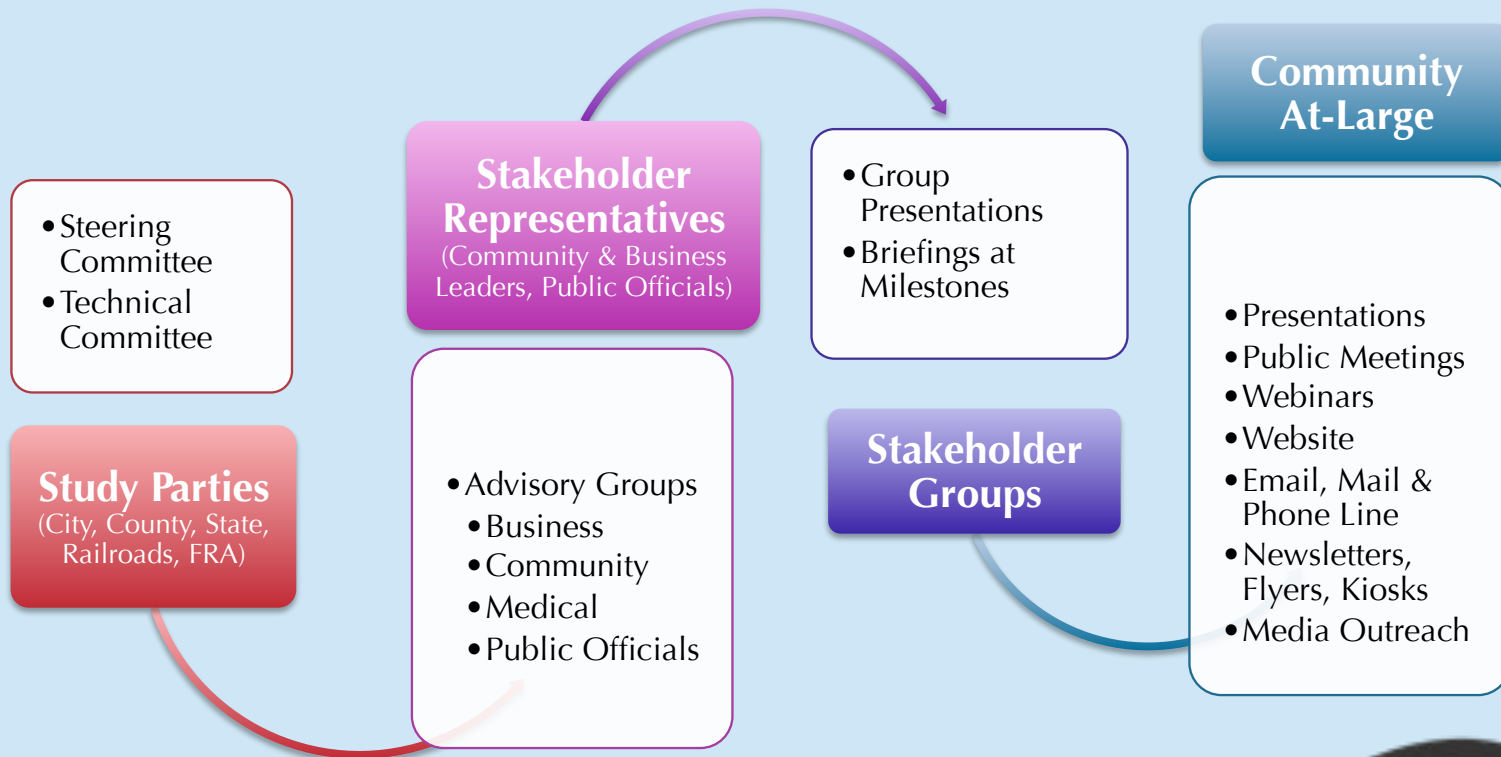 • Steering
Committee
• Technical
Committee
Study Parties
(City, County, State,
Railroads, FRA)
Stakeholder
Representatives
(Community & Business
Leaders, Public Officials)
• Advisory Groups
• Business
• Community
• Medical
• Public Officials
• Group
Presentations
• Briefings at
Milestones
Stakeholder
Groups
Community
At-Large
• Presentations
• Public Meetings
• Webinars
• Website
• Email, Mail &
Phone Line
• Newsletters,
Flyers, Kiosks
• Media Outreach